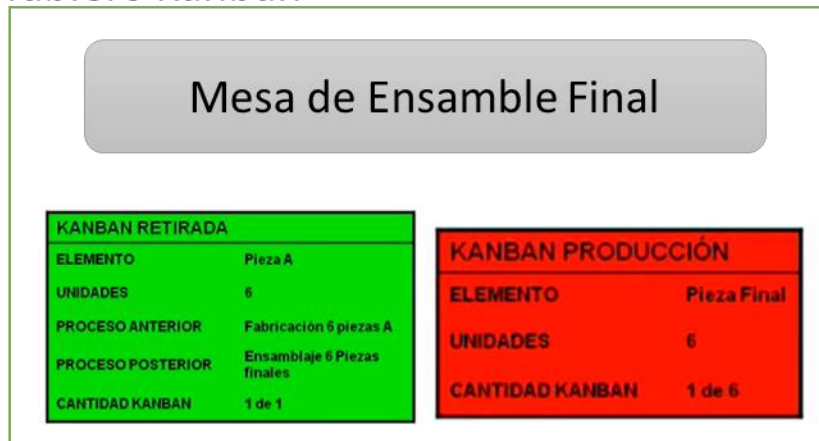 Mesa de Ensamble Final
KANBAN RETIRADA
ELEMENTO Pieza A
UNIDADES 6
PROCESO ANTERIOR Fabricación 6 piezas A
PROCESO POSTERIOR Ensamblaje 6 Piezas
finales
CANTIDAD KANBAN 1 de 1
KANBAN PRODUCCIÓN
ELEMENTO Pieza Final
UNIDADES 6
CANTIDAD KANBAN 1 de 6